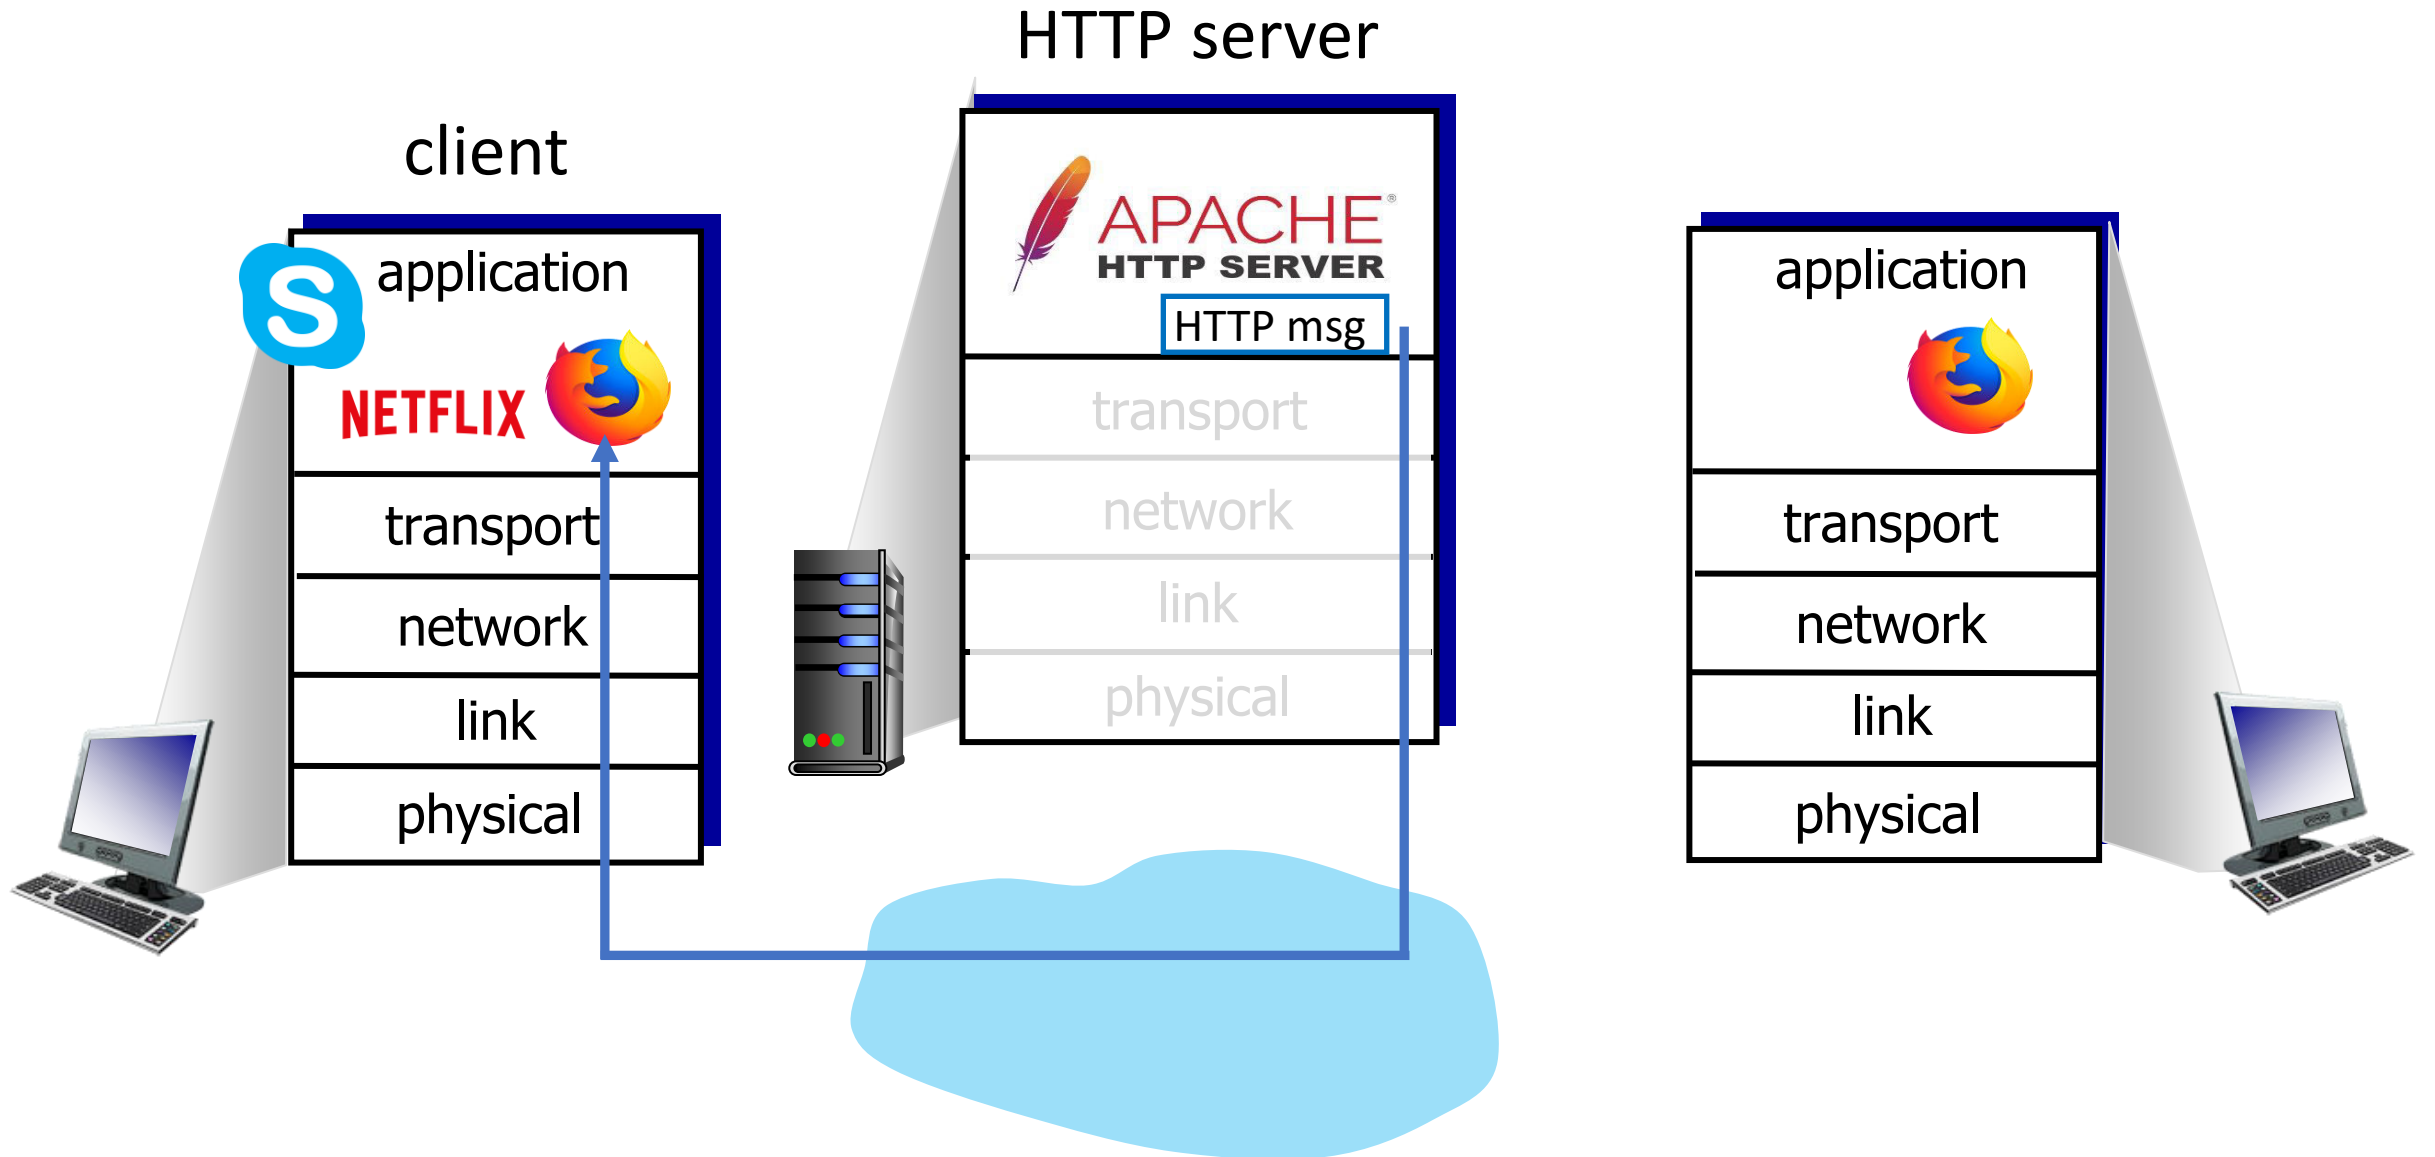 HTTP server
client
application
NETFLIX
transport
network
link
physical
APACHE®
HTTP SERVER
HTTP msg
transport
network
link
physical
application
transport
network
link
physical